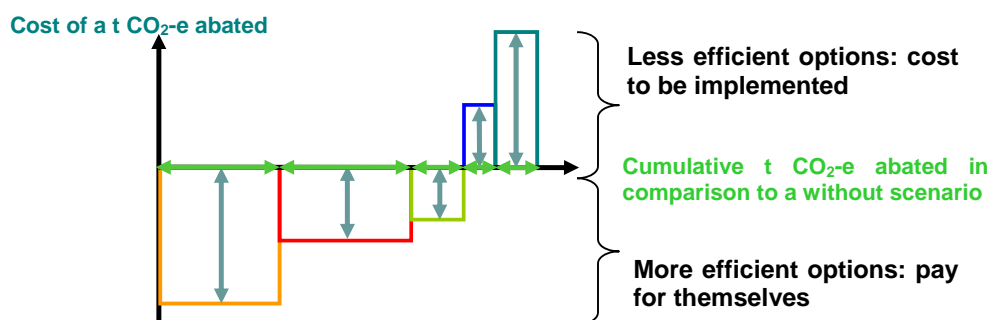 Cost of a t CO₂-e abated
Less efficient options: cost
to be implemented
Cumulative t CO₂-e abated in
comparison to a without scenario
More efficient options: pay
for themselves